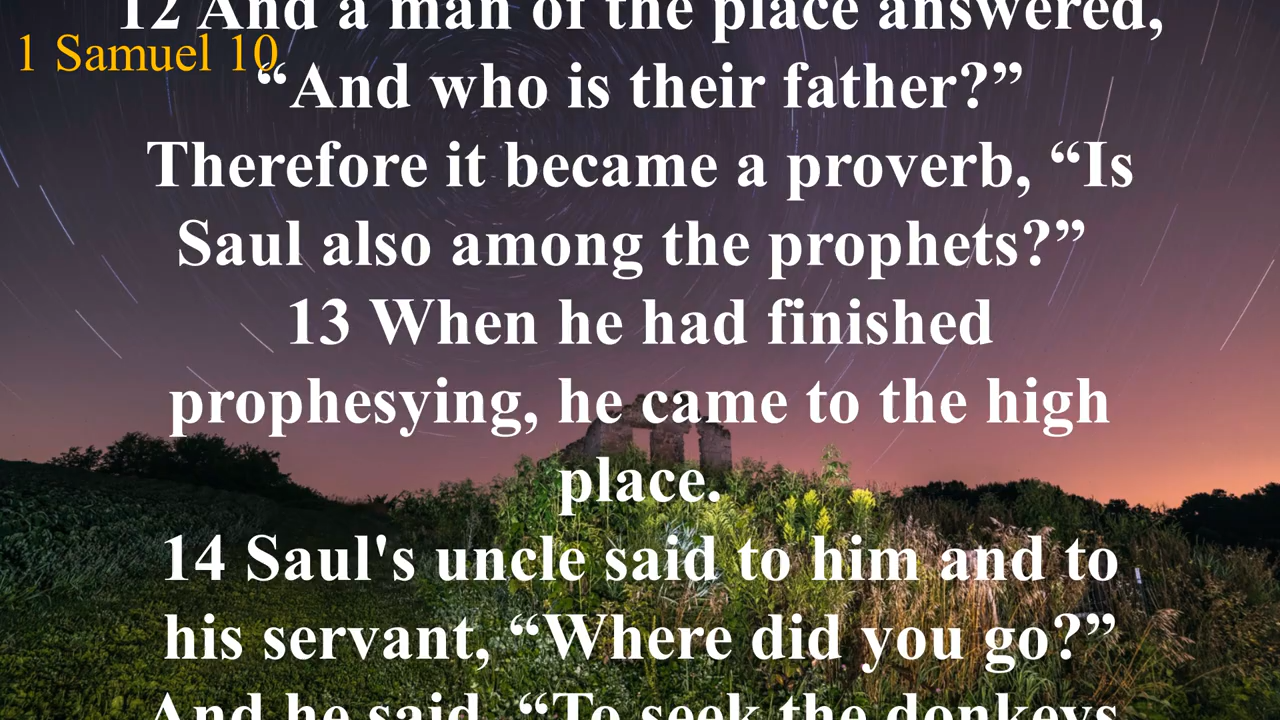 12 And a man of the place answered,
1 Samuel 10
“And who is their father?”
Therefore it became a proverb, “Is
Saul also among the prophets?”
13 When he had finished
prophesying, he came to the high
place.
14 Saul's uncle said to him and to
his servant, “Where did you go?”
And he said, “To seek the donkeys